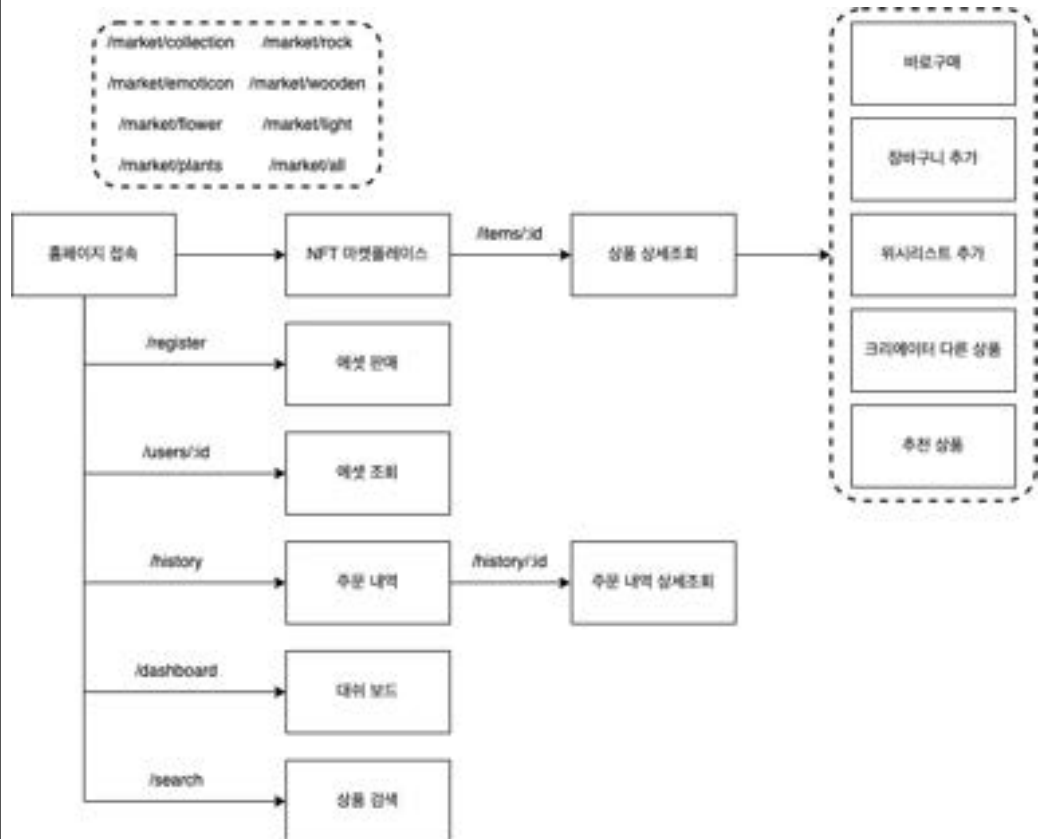 /market/collection /market/rock
/market/emoticon /market/wooden
/market/flower /market/light
/market/plants /market/all
바로구매
장바구니 추가
위시리스트 추가
크리에이터 다른 상품
추천 상품
홈페이지 접속
NFT 마켓플레이스
/items/:id
상품 상세조회
/register
에셋 판매
/users/:id
에셋 조회
/history
주문 내역
/history/:id
주문 내역 상세조회
/dashboard
대쉬 보드
/search
상품 검색